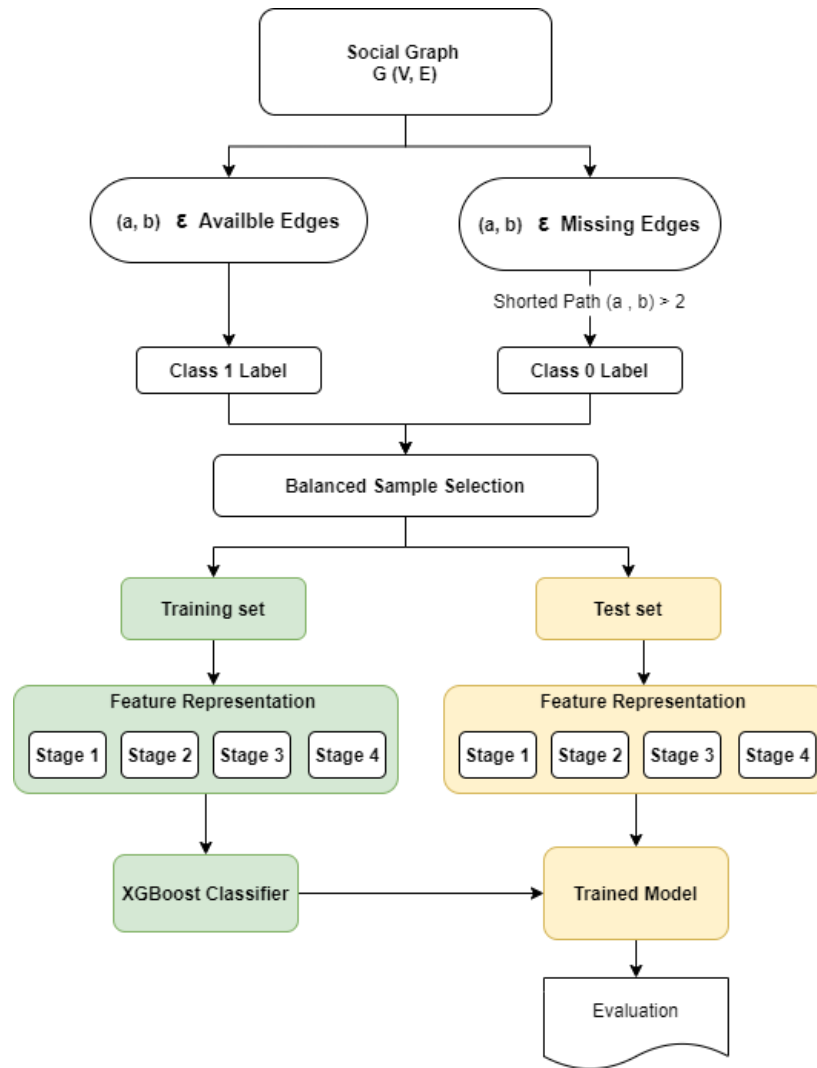 Social Graph
G (V, E)
(a, b) ε Availble Edges
(a, b) ε Missing Edges
Shorted Path (a , b) > 2
Class 1 Label
Class 0 Label
Balanced Sample Selection
Training set
Test set
Feature Representation
Stage 1 Stage 2 Stage 3 Stage 4
Feature Representation
Stage 1 Stage 2 Stage 3 Stage 4
XGBoost Classifier
Trained Model
Evaluation